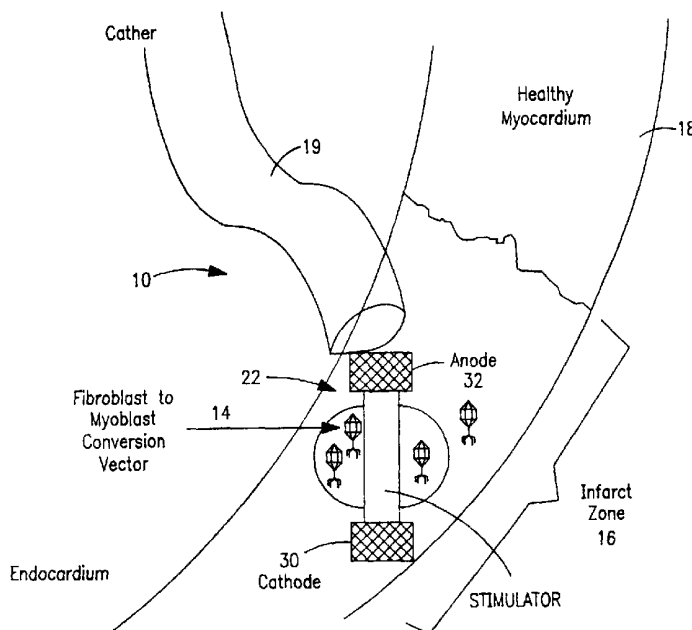 Cather
Healthy
Myocardium
18
19
10
Anode
32
22
Fibroblast to
Myoblast
Conversion
Vector
14
Infarct
Zone
16
30
Cathode
Endocardium
STIMULATOR